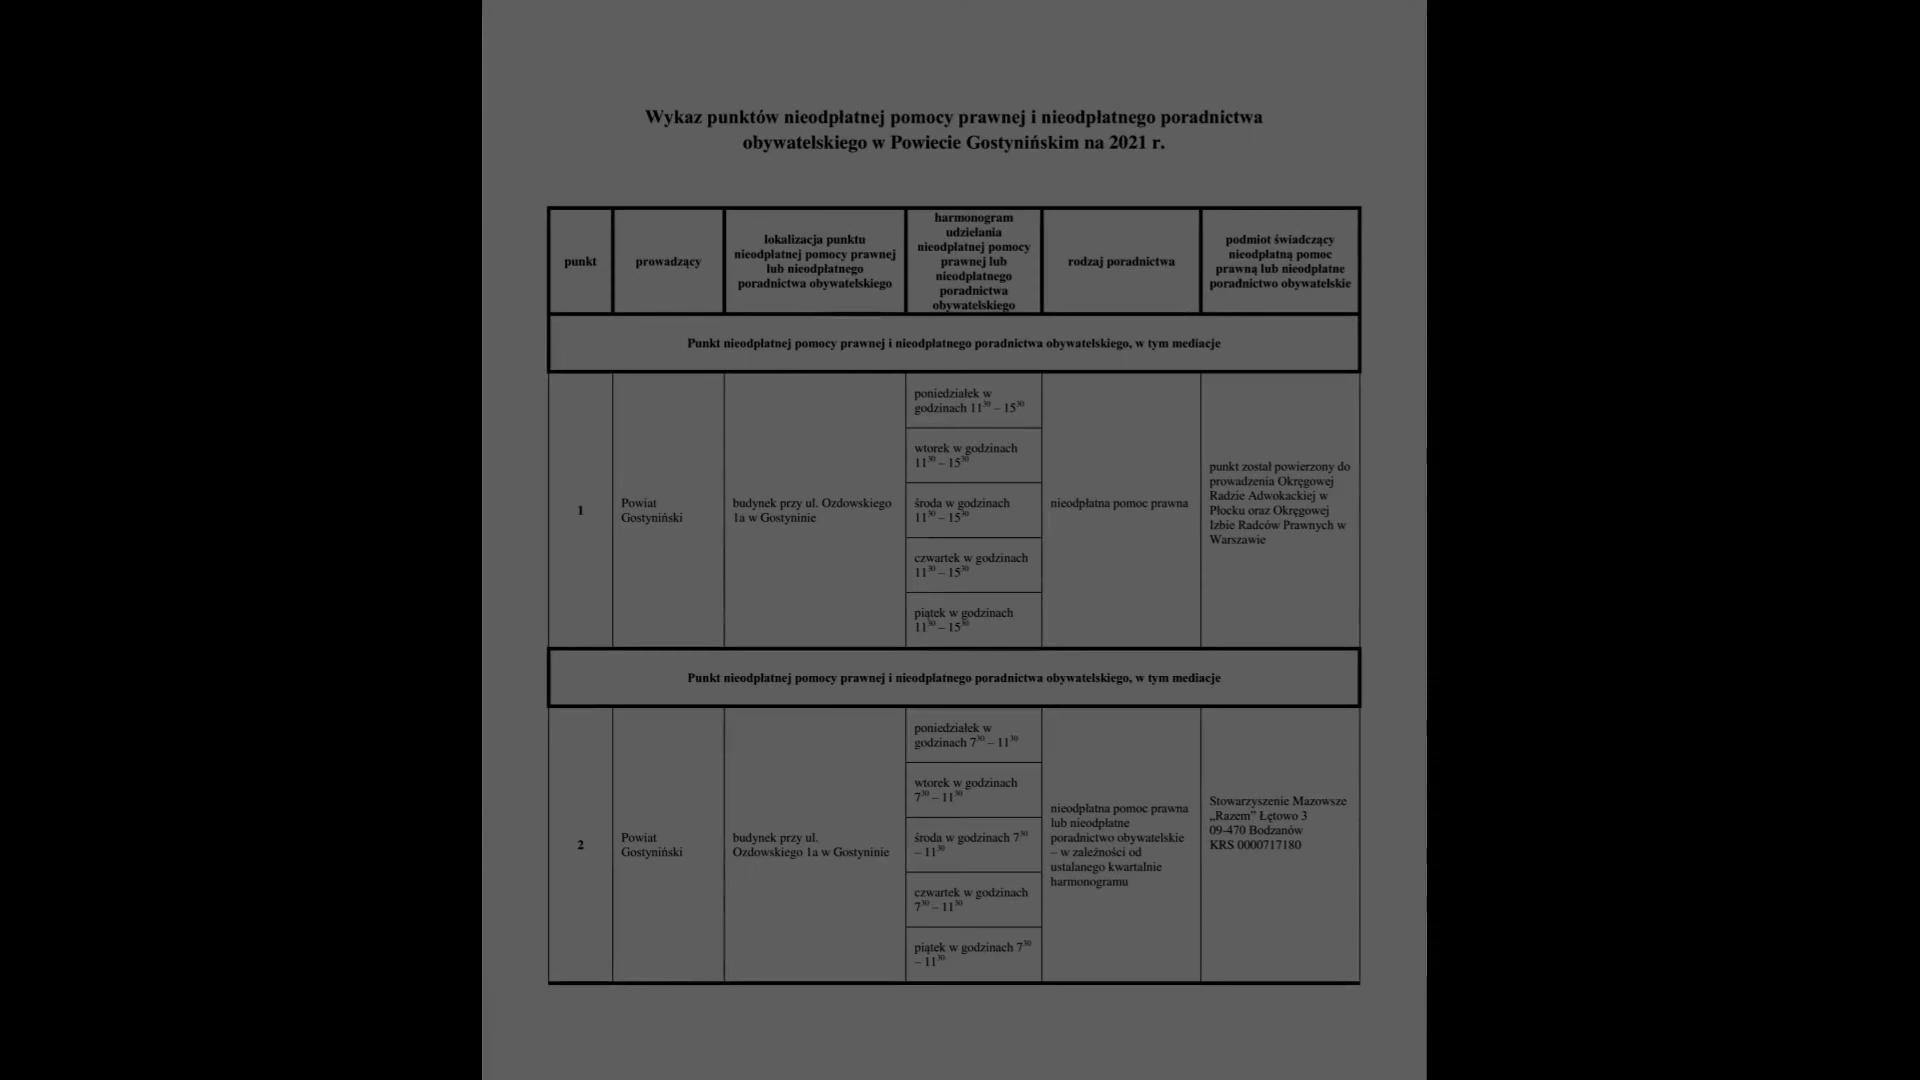 Wykaz punktów nieodpłatnej pomocy prawnej i nieodpłatnego poradnictwa
obywatelskiego w Powiecie Gostynińskim na 2021 r.
punkt
prowadzący
lokalizacja punktu
nieodpłatnej pomocy prawnej
lub nieodpłatnego
poradnictwa obywatelskiego
harmonogram
udzielania
nieodpłatnej pomocy
prawnej lub
nieodpłatnego
poradnictwa
obywatelskiego
rodzaj poradnictwa
podmiot świadczący
nieodpłatną pomoc
prawną lub nieodpłatne
poradnictwo obywatelskie
Punkt nieodpłatnej pomocy prawnej i nieodpłatnego poradnictwa obywatelskiego, w tym mediacje
1
Powiat
Gostyniński
budynek przy ul. Ozdowskiego
1a w Gostyninie
poniedziałek w
godzinach 11³⁰ – 15³⁰
wtorek w godzinach
11³⁰ – 15³⁰
środa w godzinach
11³⁰ – 15³⁰
czwartek w godzinach
11³⁰ – 15³⁰
piątek w godzinach
11³⁰ – 15³⁰
nieodpłatna pomoc prawna
punkt został powierzony do
prowadzenia Okręgowej
Radzie Adwokackiej w
Płocku oraz Okręgowej
Izbie Radców Prawnych w
Warszawie
Punkt nieodpłatnej pomocy prawnej i nieodpłatnego poradnictwa obywatelskiego, w tym mediacje
2
Powiat
Gostyniński
budynek przy ul.
Ozdowskiego 1a w Gostyninie
poniedziałek w
godzinach 7³⁰ – 11³⁰
wtorek w godzinach
7³⁰ – 11³⁰
środa w godzinach 7³⁰
– 11³⁰
czwartek w godzinach
7³⁰ – 11³⁰
piątek w godzinach 7³⁰
– 11³⁰
nieodpłatna pomoc prawna
lub nieodpłatne
poradnictwo obywatelskie
– w zależności od
ustalanego kwartalnie
harmonogramu
Stowarzyszenie Mazowsze
„Razem” Łętowo 3
09-470 Bodzanów
KRS 0000717180